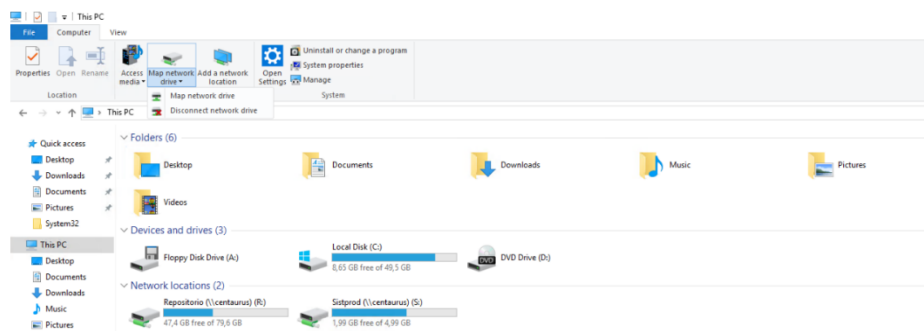 This PC
File Computer View
Properties Open Rename Access media Map network drive Add a network location Open Settings Uninstall or change a program
System properties
Manage
Location System
Map network drive
Disconnect network drive
This PC
Quick access
Desktop
Downloads
Documents
Pictures
System32
This PC
Desktop
Documents
Downloads
Music
Pictures
Folders (6)
Desktop Documents Downloads Music Pictures
Videos
Devices and drives (3)
Floppy Disk Drive (A:) Local Disk (C:) DVD DVD Drive (D:)
8,65 GB free of 49,5 GB
Network locations (2)
Repositorio (\\centaurus) (R:) Sistprod (\\centaurus) (S:)
47,4 GB free of 79,6 GB 1,99 GB free of 4,99 GB